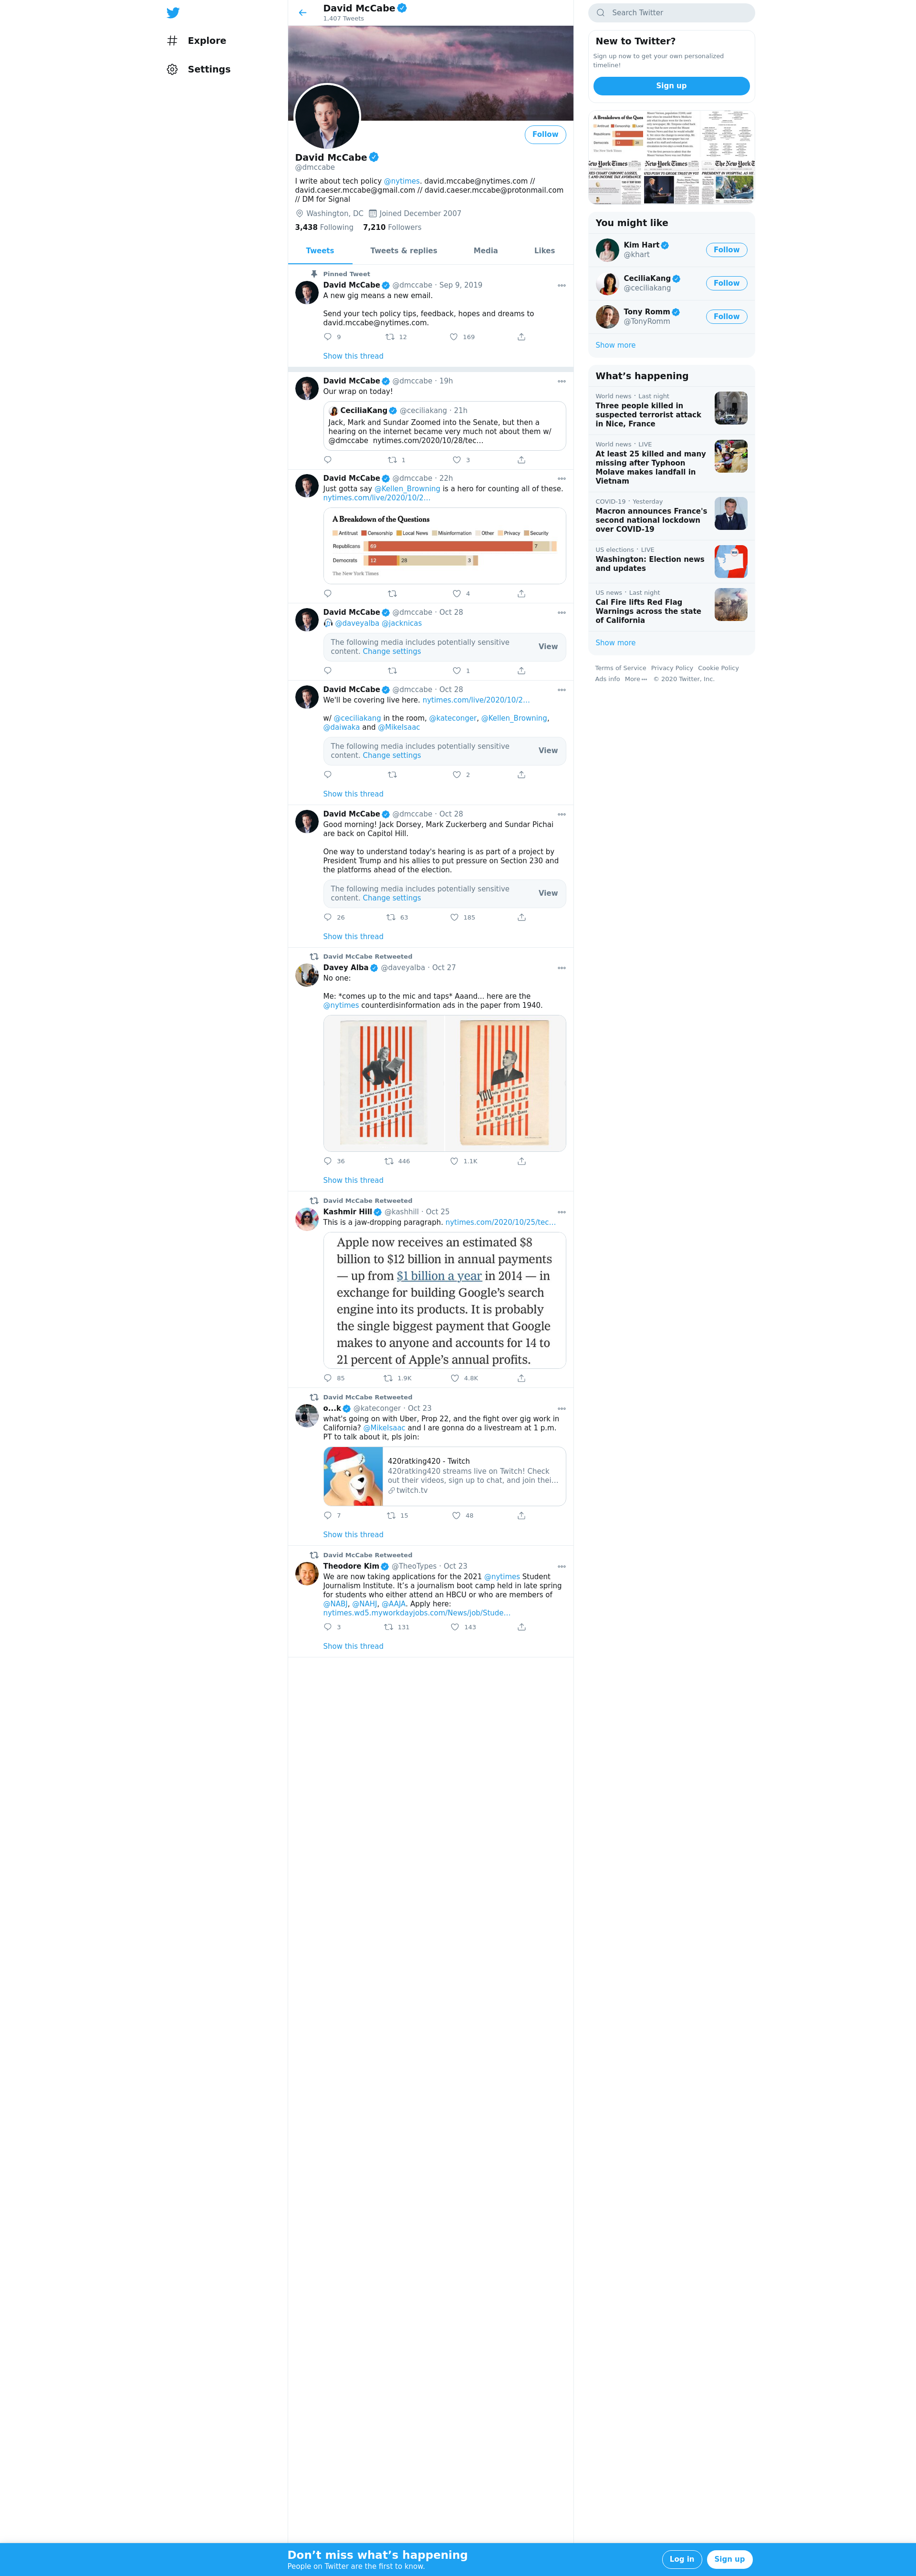 Explore
Settings
David McCabe
1,407 Tweets
Follow
David McCabe
@dmccabe
I write about tech policy @nytimes. david.mccabe@nytimes.com //
david.caeser.mccabe@gmail.com // david.caeser.mccabe@protonmail.com
// DM for Signal
Washington, DC Joined December 2007
3,438 Following 7,210 Followers
Tweets Tweets & replies Media Likes
Pinned Tweet
David McCabe @dmccabe · Sep 9, 2019
A new gig means a new email.
Send your tech policy tips, feedback, hopes and dreams to
david.mccabe@nytimes.com.
9 12 169
Show this thread
David McCabe @dmccabe · 19h
Our wrap on today!
CeciliaKang @ceciliakang · 21h
Jack, Mark and Sundar Zoomed into the Senate, but then a
hearing on the internet became very much not about them w/
@dmccabe nytimes.com/2020/10/28/tec…
1 3
David McCabe @dmccabe · 22h
Just gotta say @Kellen_Browning is a hero for counting all of these.
nytimes.com/live/2020/10/2…
A Breakdown of the Questions
Antitrust Censorship Local News Misinformation Other Privacy Security
Republicans 69 7
Democrats 12 28 3
The New York Times
4
David McCabe @dmccabe · Oct 28
@daveyalba @jacknicas
The following media includes potentially sensitive
content. Change settings
View
1
David McCabe @dmccabe · Oct 28
We'll be covering live here. nytimes.com/live/2020/10/2…
w/ @ceciliakang in the room, @kateconger, @Kellen_Browning,
@daiwaka and @MikeIsaac
The following media includes potentially sensitive
content. Change settings
View
2
Show this thread
David McCabe @dmccabe · Oct 28
Good morning! Jack Dorsey, Mark Zuckerberg and Sundar Pichai
are back on Capitol Hill.
One way to understand today's hearing is as part of a project by
President Trump and his allies to put pressure on Section 230 and
the platforms ahead of the election.
The following media includes potentially sensitive
content. Change settings
View
26 63 185
Show this thread
David McCabe Retweeted
Davey Alba @daveyalba · Oct 27
No one:
Me: *comes up to the mic and taps* Aaand... here are the
@nytimes counterdisinformation ads in the paper from 1940.
YOU
The New York Times
The New York Times
36 446 1.1K
Show this thread
David McCabe Retweeted
Kashmir Hill @kashhill · Oct 25
This is a jaw-dropping paragraph. nytimes.com/2020/10/25/tec…
Apple now receives an estimated $8
billion to $12 billion in annual payments
— up from $1 billion a year in 2014 — in
exchange for building Google's search
engine into its products. It is probably
the single biggest payment that Google
makes to anyone and accounts for 14 to
21 percent of Apple's annual profits.
85 1.9K 4.8K
David McCabe Retweeted
o...k @kateconger · Oct 23
what's going on with Uber, Prop 22, and the fight over gig work in
California? @MikeIsaac and I are gonna do a livestream at 1 p.m.
PT to talk about it, pls join:
420ratking420 - Twitch
420ratking420 streams live on Twitch! Check
out their videos, sign up to chat, and join thei…
twitch.tv
7 15 48
Show this thread
David McCabe Retweeted
Theodore Kim @TheoTypes · Oct 23
We are now taking applications for the 2021 @nytimes Student
Journalism Institute. It's a journalism boot camp held in late spring
for students who either attend an HBCU or who are members of
@NABJ, @NAHJ, @AAJA. Apply here:
nytimes.wd5.myworkdayjobs.com/News/job/Stude…
3 131 143
Show this thread
Search Twitter
New to Twitter?
Sign up now to get your own personalized
timeline!
Sign up
You might like
Kim Hart
@khart
Follow
CeciliaKang
@ceciliakang
Follow
Tony Romm
@TonyRomm
Follow
Show more
What's happening
World news · Last night
Three people killed in
suspected terrorist attack
in Nice, France
World news · LIVE
At least 25 killed and many
missing after Typhoon
Molave makes landfall in
Vietnam
COVID-19 · Yesterday
Macron announces France's
second national lockdown
over COVID-19
US elections · LIVE
Washington: Election news
and updates
US news · Last night
Cal Fire lifts Red Flag
Warnings across the state
of California
Show more
Terms of Service Privacy Policy Cookie Policy
Ads info More © 2020 Twitter, Inc.
Don't miss what's happening
People on Twitter are the first to know.
Log in Sign up